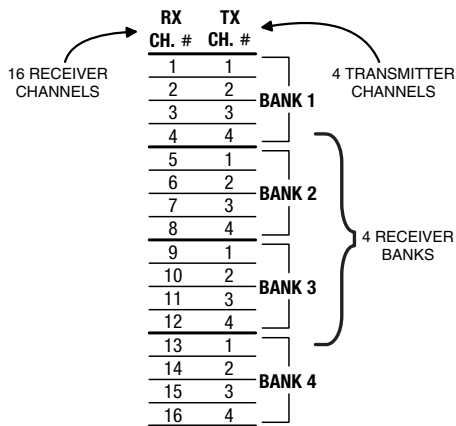 RX TX
CH. # CH. #
16 RECEIVER
CHANNELS
4 TRANSMITTER
CHANNELS
1 1
2 2
3 3
4 4
BANK 1
5 1
6 2
7 3
8 4
BANK 2
9 1
10 2
11 3
12 4
BANK 3
13 1
14 2
15 3
16 4
BANK 4
4 RECEIVER
BANKS